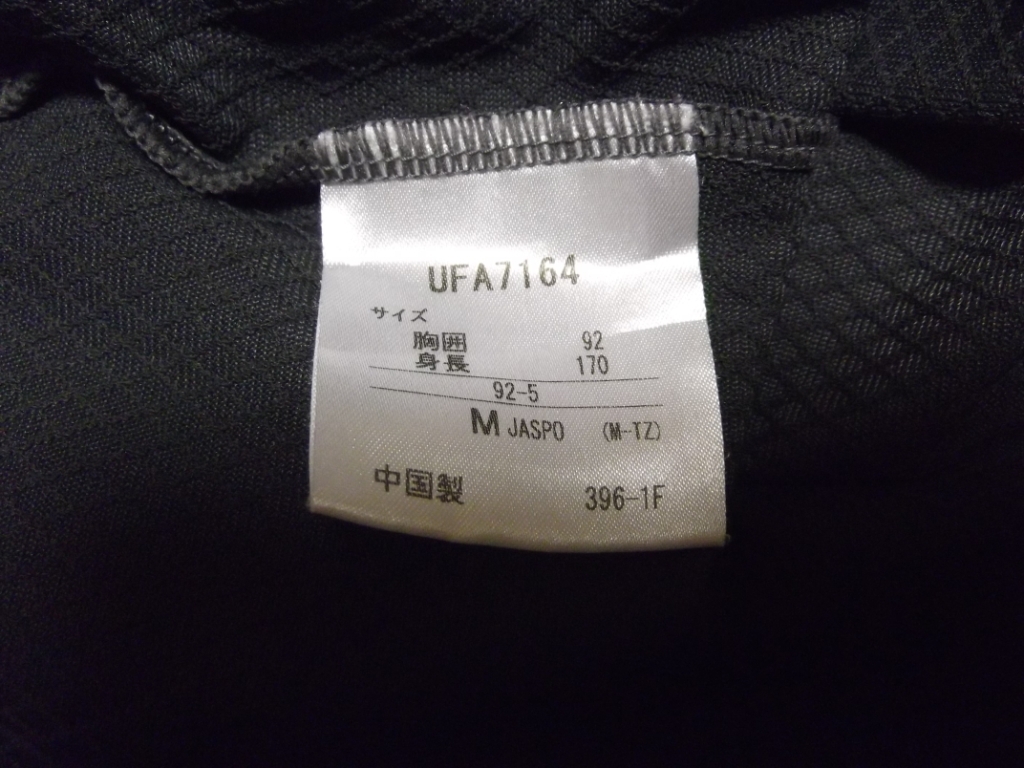 UFA7164
サイズ
胸囲 92
身長 170
92-5
M JASPO (M-TZ)
中国製 396-1F